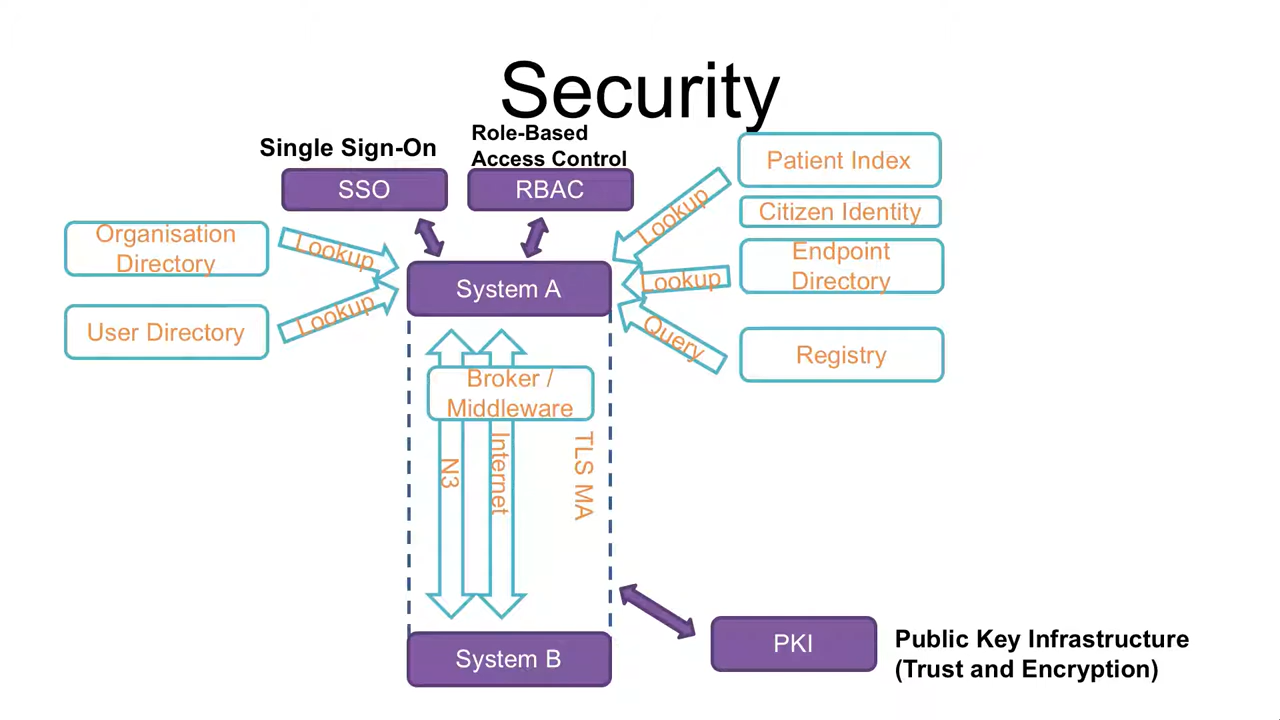 Security
Single Sign-On
Role-Based
Access Control
SSO
RBAC
Patient Index
Citizen Identity
Endpoint
Directory
Registry
Organisation
Directory
User Directory
Lookup
Lookup
Lookup
Lookup
Query
System A
Broker /
Middleware
N3
Internet
TLS MA
System B
PKI
Public Key Infrastructure
(Trust and Encryption)